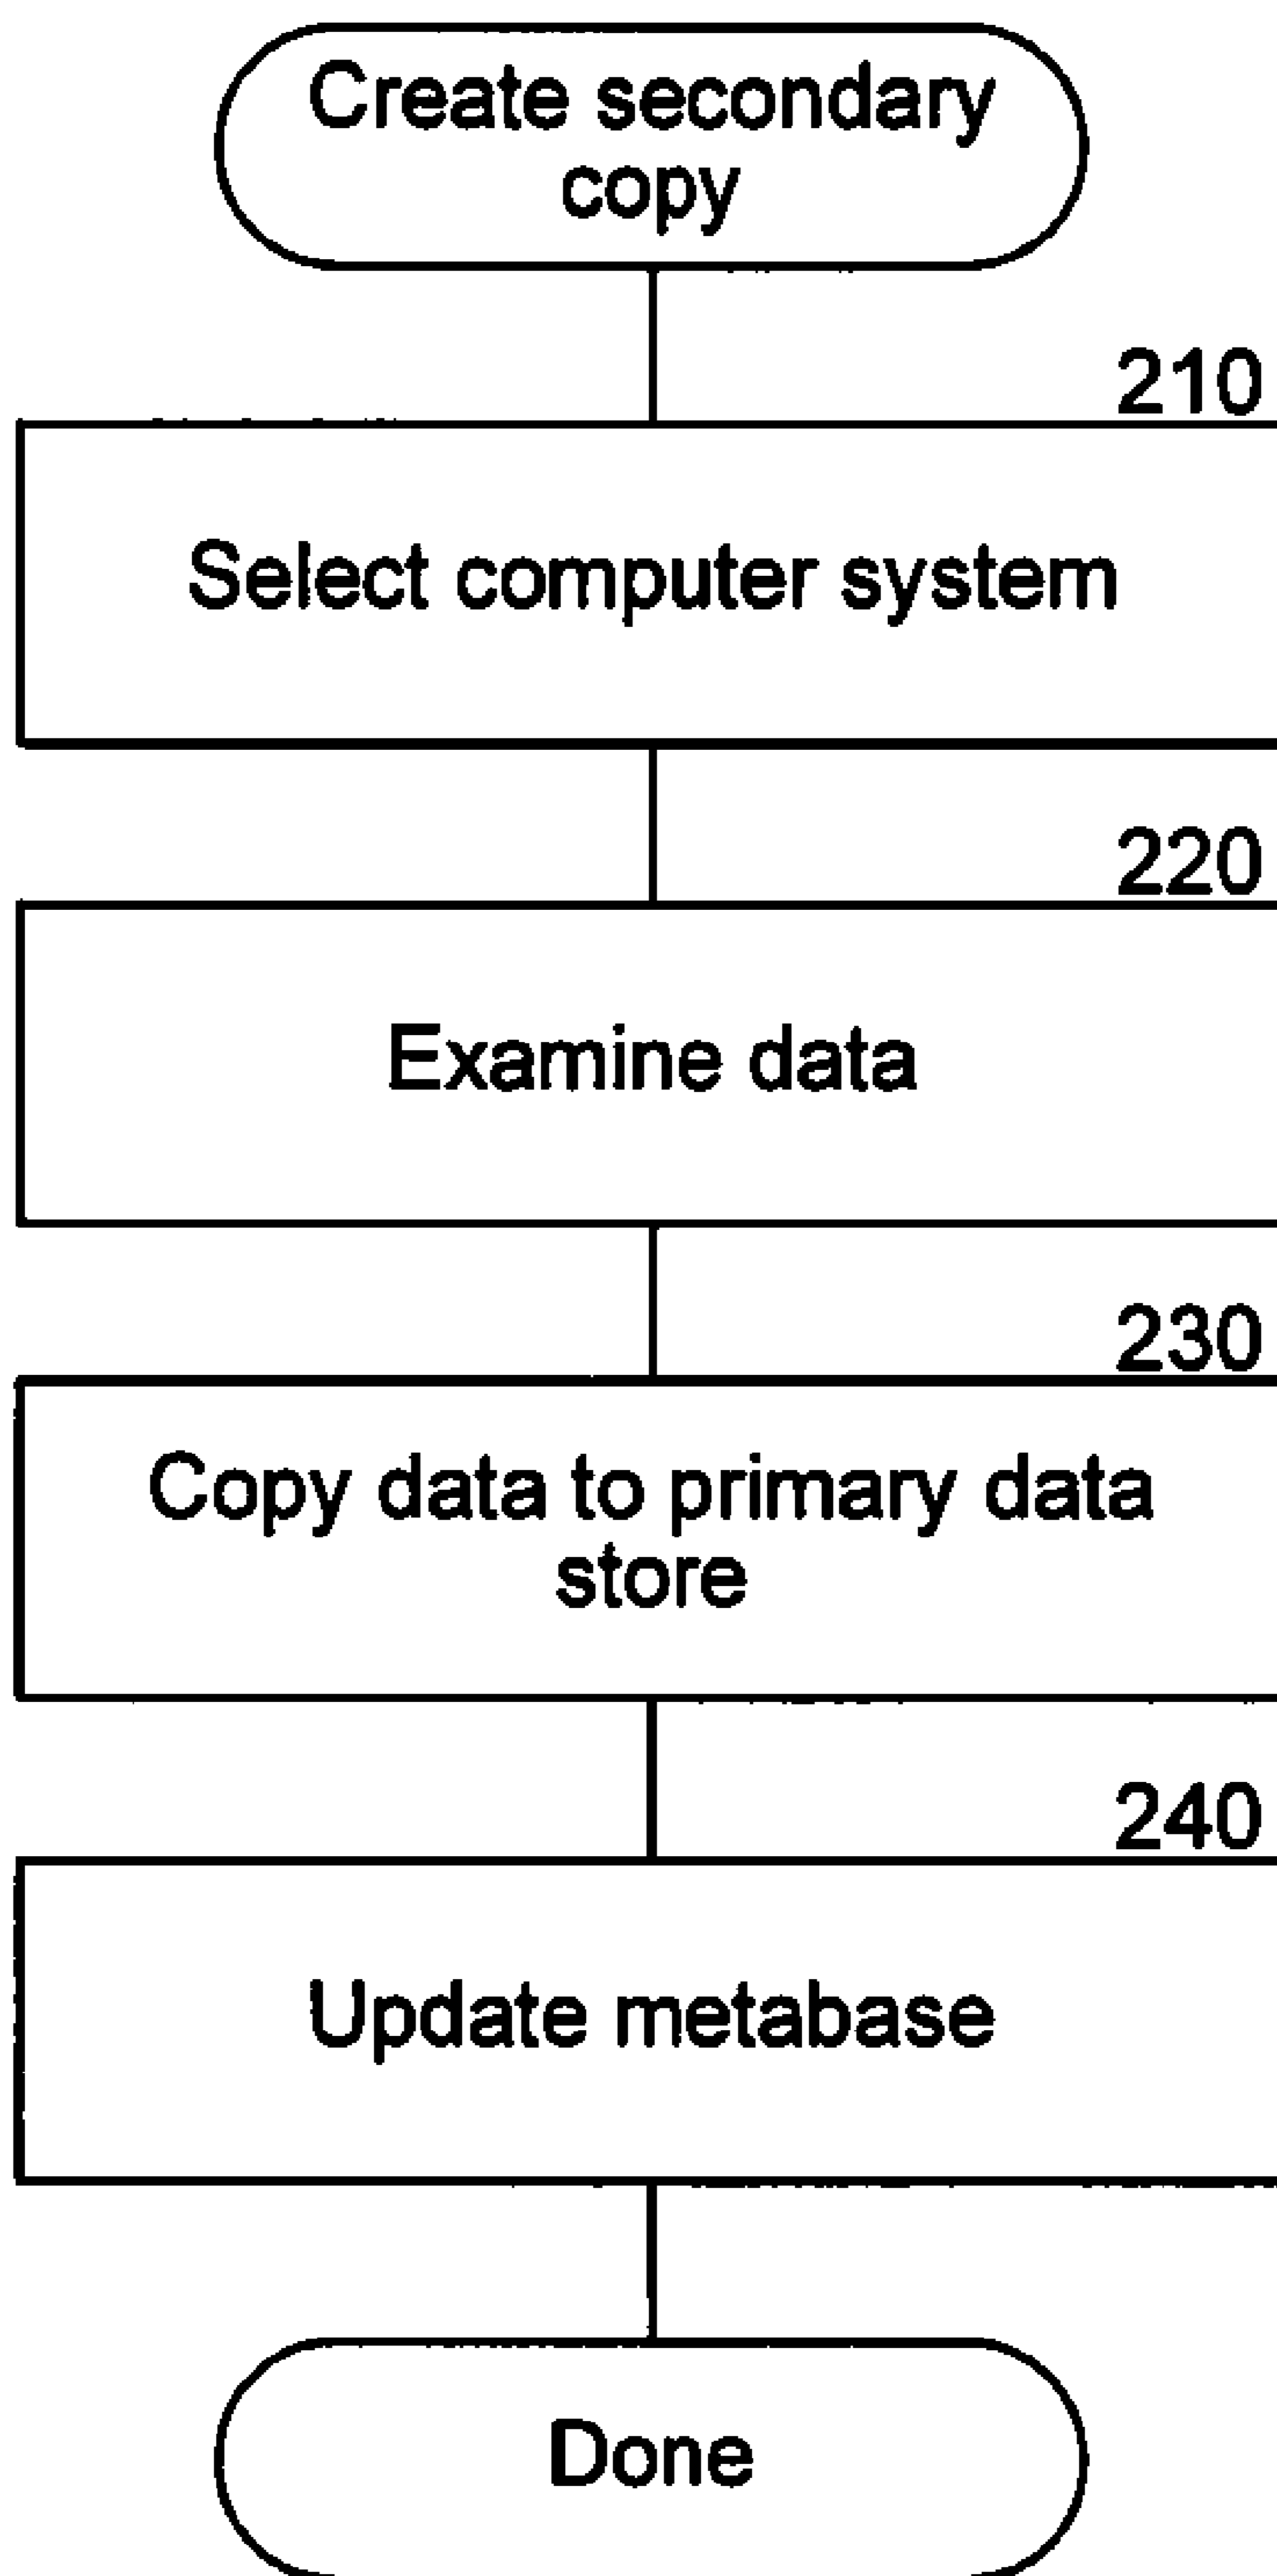 Create secondary
copy
210
Select computer system
220
Examine data
230
Copy data to primary data
store
240
Update metabase
Done